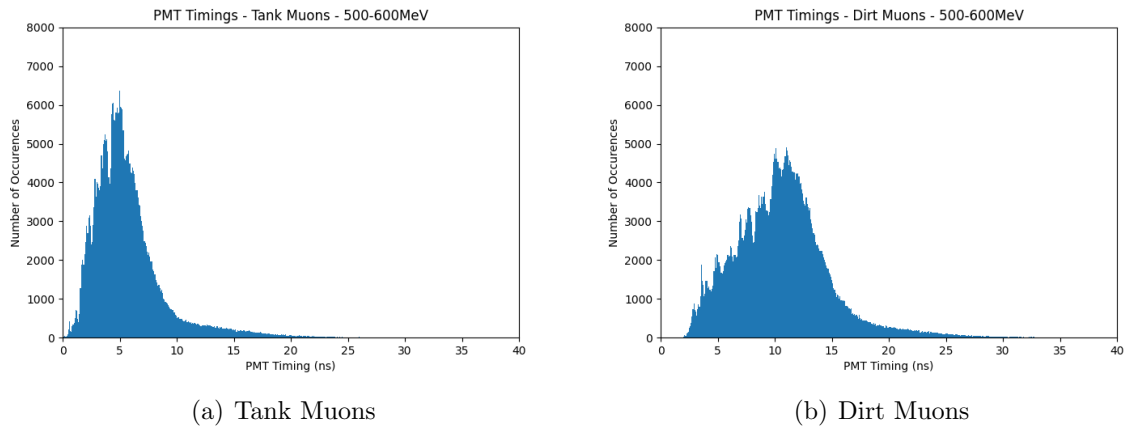 PMT Timings - Tank Muons - 500-600MeV
8000
7000
6000
5000
4000
3000
2000
1000
0
Number of Occurences
0 5 10 15 20 25 30 35 40
PMT Timing (ns)
(a) Tank Muons
PMT Timings - Dirt Muons - 500-600MeV
8000
7000
6000
5000
4000
3000
2000
1000
0
Number of Occurences
0 5 10 15 20 25 30 35 40
PMT Timing (ns)
(b) Dirt Muons